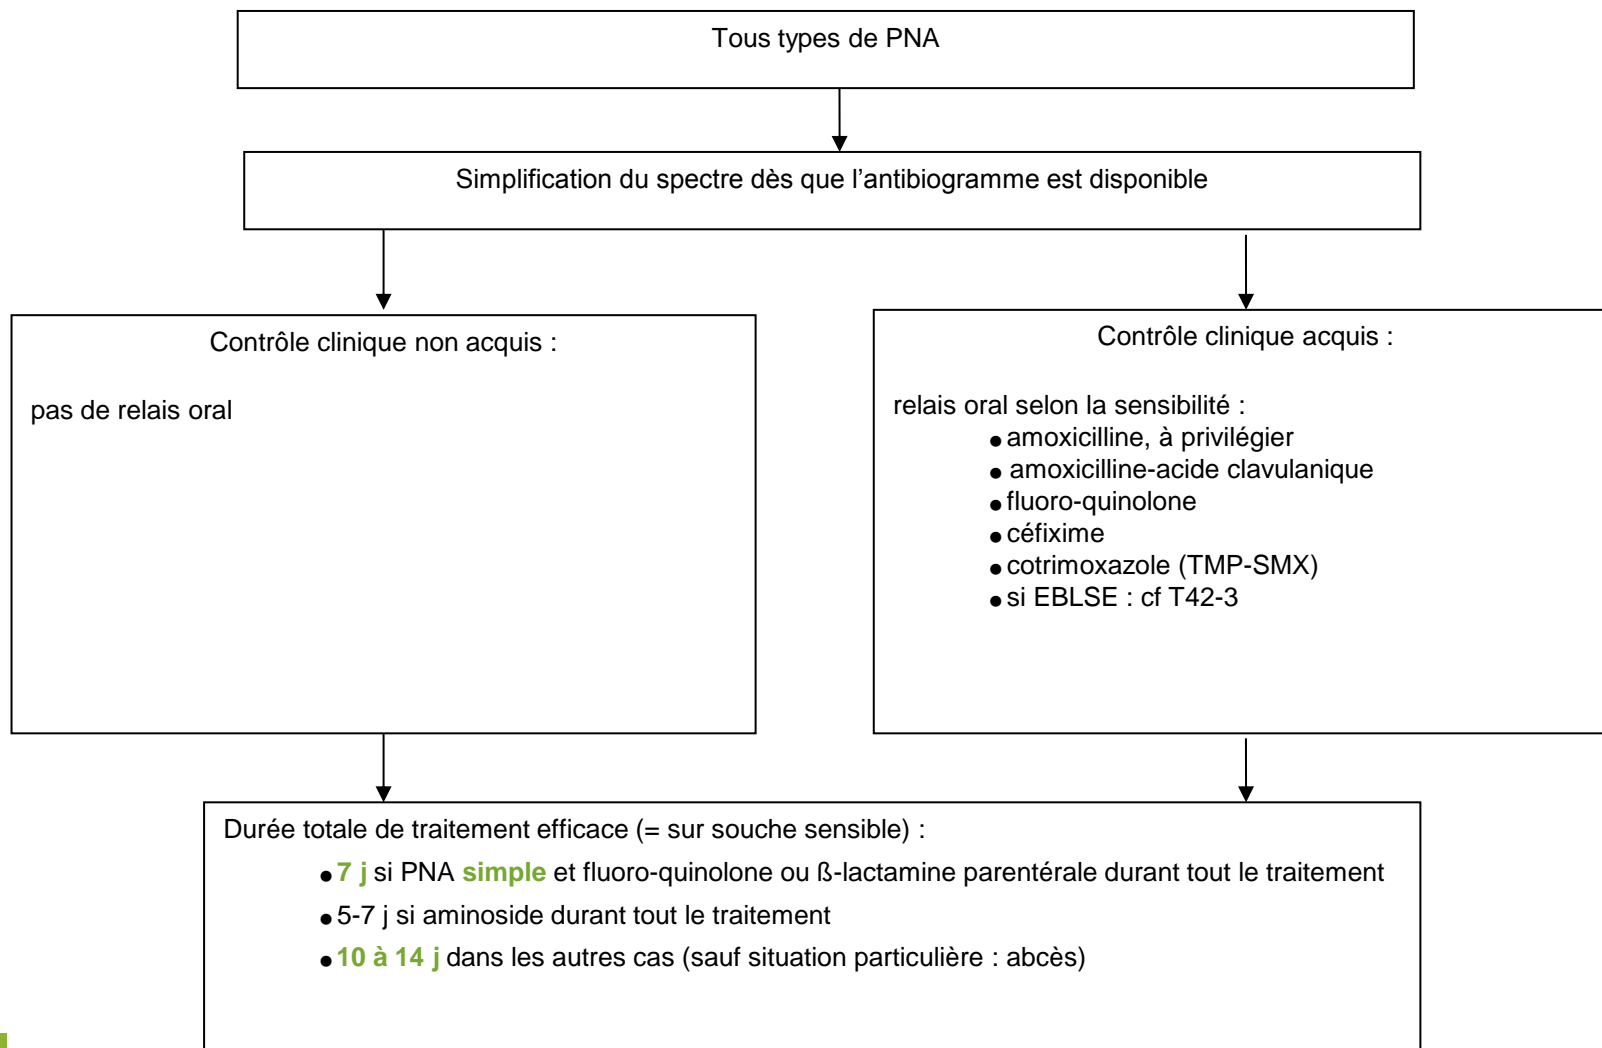 Tous types de PNA
Simplification du spectre dès que l’antibiogramme est disponible
Contrôle clinique non acquis :
pas de relais oral
Contrôle clinique acquis :
relais oral selon la sensibilité :
● amoxicilline, à privilégier
● amoxicilline-acide clavulanique
● fluoro-quinolone
● céfixime
● cotrimoxazole (TMP-SMX)
● si EBLSE : cf T42-3
Durée totale de traitement efficace (= sur souche sensible) :
● 7 j si PNA simple et fluoro-quinolone ou ß-lactamine parentérale durant tout le traitement
● 5-7 j si aminoside durant tout le traitement
● 10 à 14 j dans les autres cas (sauf situation particulière : abcès)